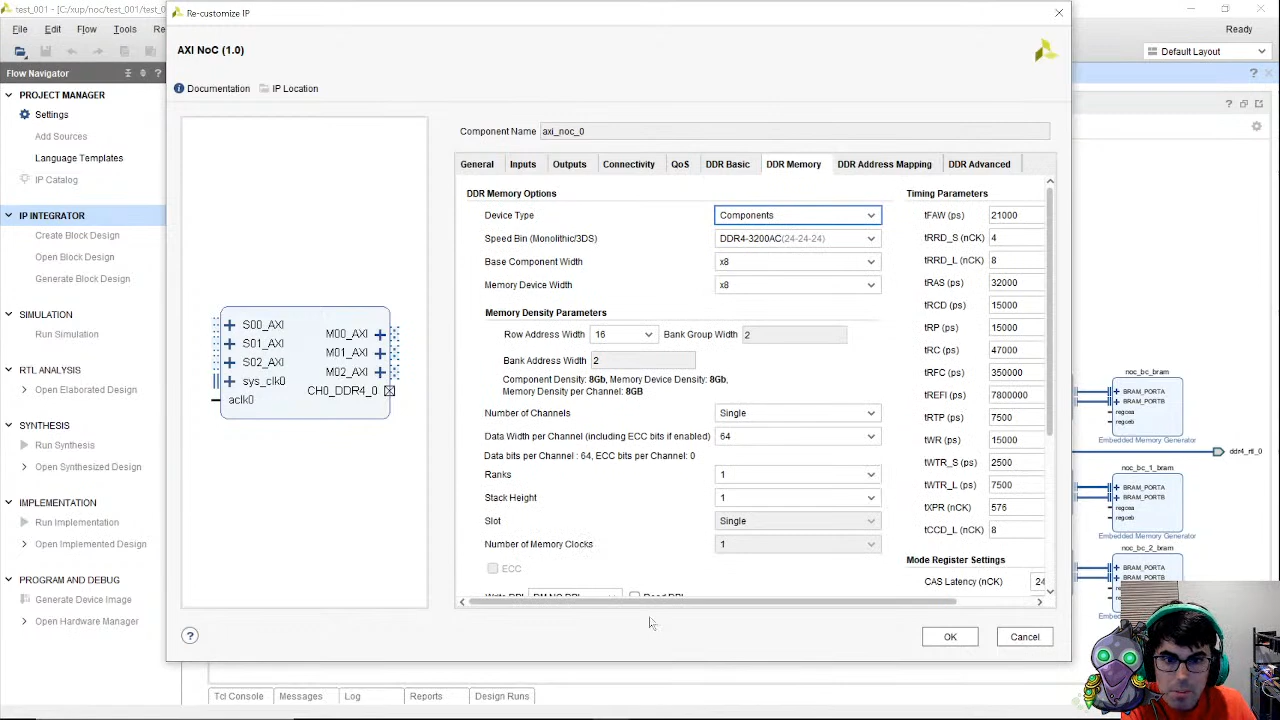 test_001 - [C:/xup/noc/test_001/test_0
Re-customize IP
File Edit Flow Tools Re
Ready
Default Layout
AXI NoC (1.0)
Documentation IP Location
Flow Navigator
PROJECT MANAGER
Settings
Add Sources
Language Templates
IP Catalog
IP INTEGRATOR
Create Block Design
Open Block Design
Generate Block Design
SIMULATION
Run Simulation
RTL ANALYSIS
Open Elaborated Design
SYNTHESIS
Run Synthesis
Open Synthesized Design
IMPLEMENTATION
Run Implementation
Open Implemented Design
PROGRAM AND DEBUG
Generate Device Image
Open Hardware Manager
S00_AXI
S01_AXI
S02_AXI
sys_clk0
aclk0
M00_AXI
M01_AXI
M02_AXI
CH0_DDR4_0
Component Name axi_noc_0
General Inputs Outputs Connectivity QoS DDR Basic DDR Memory DDR Address Mapping DDR Advanced
DDR Memory Options
Device Type Components
Speed Bin (Monolithic/3DS) DDR4-3200AC(24-24-24)
Base Component Width x8
Memory Device Width x8
Memory Density Parameters
Row Address Width 16 Bank Group Width 2
Bank Address Width 2
Component Density: 8Gb, Memory Device Density: 8Gb,
Memory Density per Channel: 8GB
Number of Channels Single
Data Width per Channel (including ECC bits if enabled) 64
Data bits per Channel : 64, ECC bits per Channel: 0
Ranks 1
Stack Height 1
Slot Single
Number of Memory Clocks 1
ECC
Timing Parameters
tFAW (ps) 21000
tRRD_S (nCK) 4
tRRD_L (nCK) 8
tRAS (ps) 32000
tRCD (ps) 15000
tRP (ps) 15000
tRC (ps) 47000
tRFC (ps) 350000
tREFI (ps) 7800000
tRTP (ps) 7500
tWR (ps) 15000
tWTR_S (ps) 2500
tWTR_L (ps) 7500
tXPR (nCK) 576
tCCD_L (nCK) 8
Mode Register Settings
CAS Latency (nCK) 24
OK Cancel
noc_bc_bram
BRAM_PORTA
BRAM_PORTB
regcea
regceb
Embedded Memory Generator
ddr4_rtl_0
noc_bc_1_bram
BRAM_PORTA
BRAM_PORTB
regcea
regceb
Embedded Memory Generator
noc_bc_2_bram
BRAM_PORTA
BRAM_PORTB
Tcl Console Messages Log Reports Design Runs